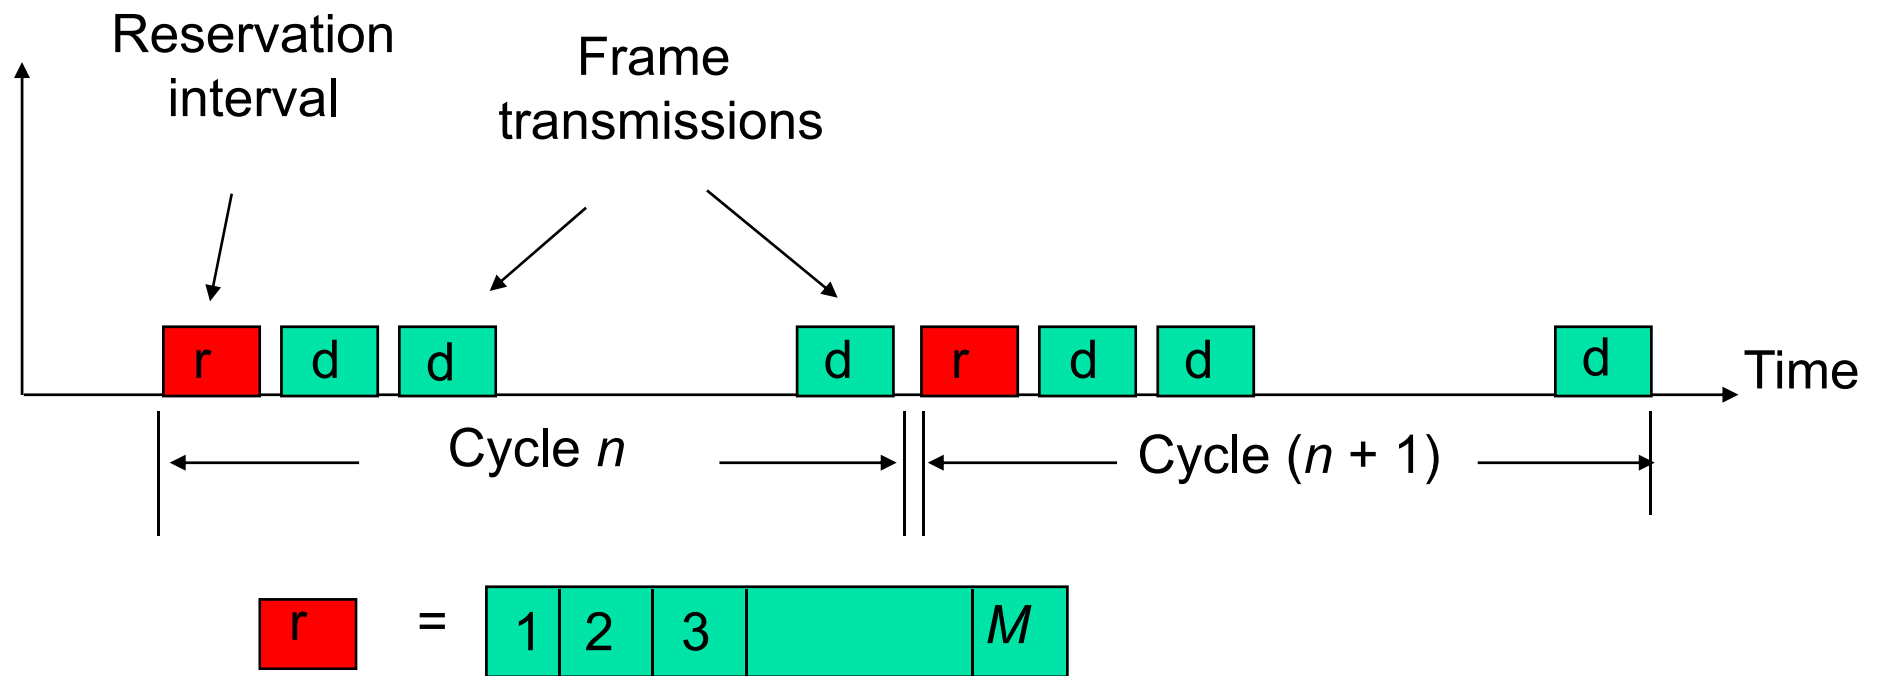 Reservation
interval
Frame
transmissions
r d d d r d d d
Time
Cycle n
Cycle (n + 1)
r = 1 2 3 M